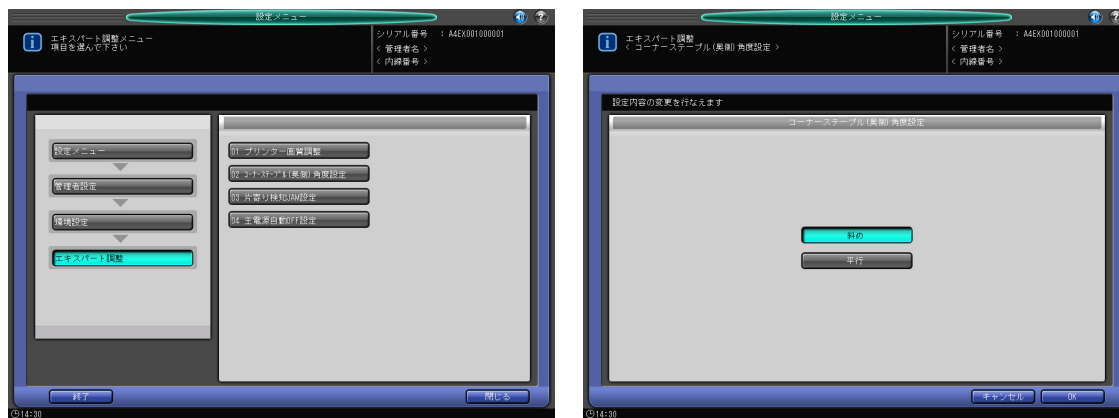 設定メニュー
エキスパート調整メニュー
項目を選んで下さい
シリアル番号 : A4EX001000001
< 管理者名 >
< 内線番号 >
設定メニュー
管理者設定
環境設定
エキスパート調整
01 プリンター画質調整
02 コーナーステープル(奥側)角度設定
03 片寄り検知JAM設定
04 主電源自動OFF設定
終了
閉じる
14:30
設定メニュー
エキスパート調整
< コーナーステープル(奥側)角度設定 >
シリアル番号 : A4EX001000001
< 管理者名 >
< 内線番号 >
設定内容の変更を行なえます
コーナーステープル(奥側)角度設定
斜め
平行
キャンセル
OK
14:30